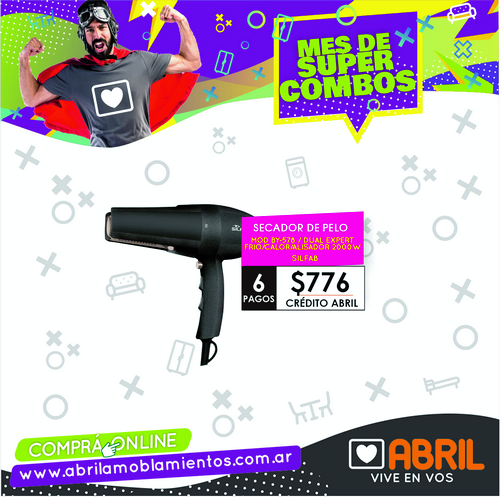 MES DE
SUPER
COMBOS
SECADOR DE PELO
MOD BY-578 / DUAL EXPERT
FRIO/CALOR/ALISADOR 2000W
SILFAB
6
PAGOS
$776
CRÉDITO ABRIL
COMPRÁ ONLINE
www.abrilamoblamientos.com.ar
ABRIL
VIVE EN VOS